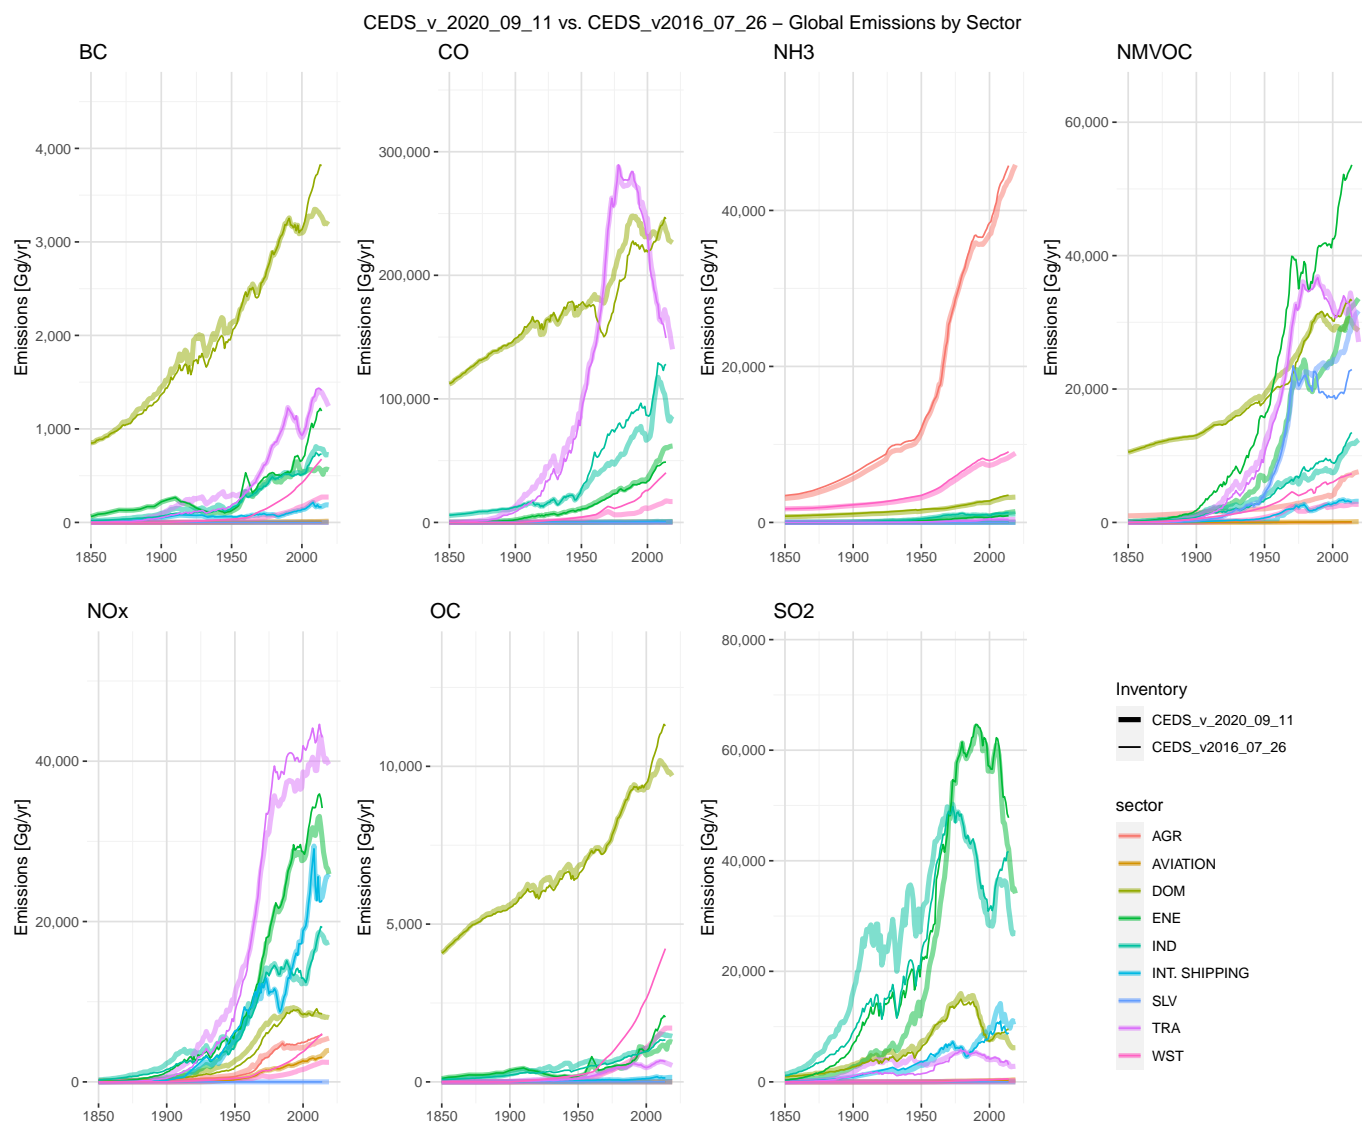 CEDS_v_2020_09_11 vs. CEDS_v2016_07_26 – Global Emissions by Sector
BC
CO
NH3
NMVOC
Emissions [Gg/yr]
4,000
3,000
2,000
1,000
0
1850
1900
1950
2000
Emissions [Gg/yr]
300,000
200,000
100,000
0
1850
1900
1950
2000
Emissions [Gg/yr]
40,000
20,000
0
1850
1900
1950
2000
Emissions [Gg/yr]
60,000
40,000
20,000
0
1850
1900
1950
2000
NOx
OC
SO2
Emissions [Gg/yr]
40,000
20,000
0
1850
1900
1950
2000
Emissions [Gg/yr]
10,000
5,000
0
1850
1900
1950
2000
Emissions [Gg/yr]
80,000
60,000
40,000
20,000
0
1850
1900
1950
2000
Inventory
CEDS_v_2020_09_11
CEDS_v2016_07_26
sector
AGR
AVIATION
DOM
ENE
IND
INT. SHIPPING
SLV
TRA
WST